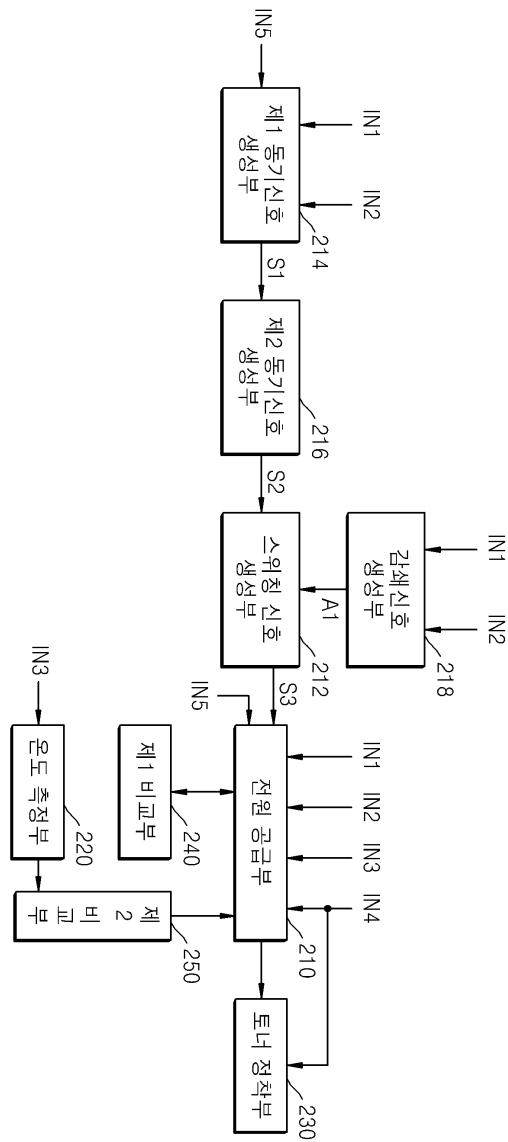 IN5
IN1
IN2
제1 동기신호
생성부
214
S1
제2 동기신호
생성부
216
S2
IN1
IN2
감쇄신호
생성부
218
A1
스위칭 신호
생성부
212
S3
IN5
IN1
IN2
IN3
IN4
전원 공급부
210
제1 비교부
240
IN3
온도 측정부
220
제 2
비 교
부
250
토너 정착부
230